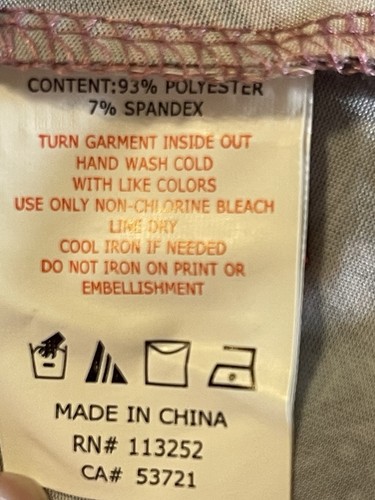 CONTENT:93% POLYESTER
7% SPANDEX
TURN GARMENT INSIDE OUT
HAND WASH COLD
WITH LIKE COLORS
USE ONLY NON-CHLORINE BLEACH
LINE DRY
COOL IRON IF NEEDED
DO NOT IRON ON PRINT OR
EMBELLISHMENT
MADE IN CHINA
RN# 113252
CA# 53721